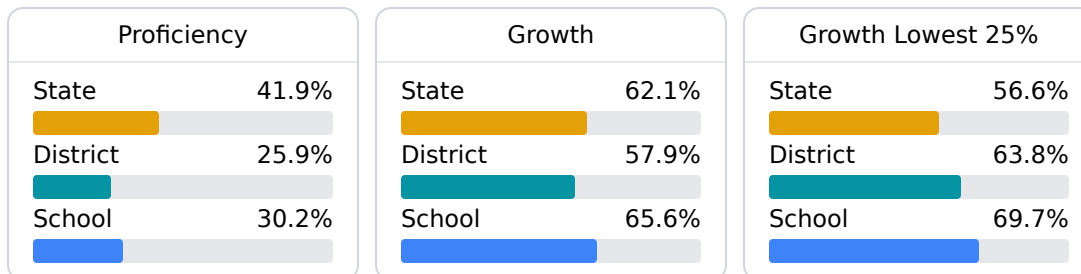 Proficiency
State 41.9%
District 25.9%
School 30.2%
Growth
State 62.1%
District 57.9%
School 65.6%
Growth Lowest 25%
State 56.6%
District 63.8%
School 69.7%